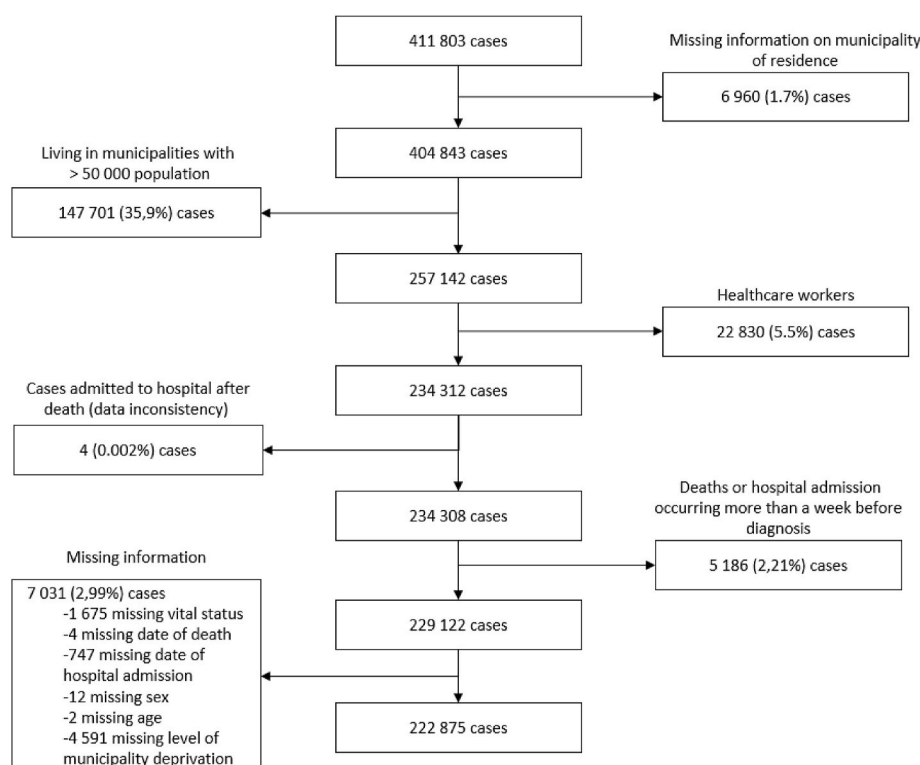 411 803 cases
Missing information on municipality
of residence
6 960 (1.7%) cases
404 843 cases
Living in municipalities with
> 50 000 population
147 701 (35,9%) cases
257 142 cases
Healthcare workers
22 830 (5.5%) cases
234 312 cases
Cases admitted to hospital after
death (data inconsistency)
4 (0.002%) cases
234 308 cases
Deaths or hospital admission
occurring more than a week before
diagnosis
5 186 (2,21%) cases
229 122 cases
Missing information
7 031 (2,99%) cases
-1 675 missing vital status
-4 missing date of death
-747 missing date of
hospital admission
-12 missing sex
-2 missing age
-4 591 missing level of
municipality deprivation
222 875 cases